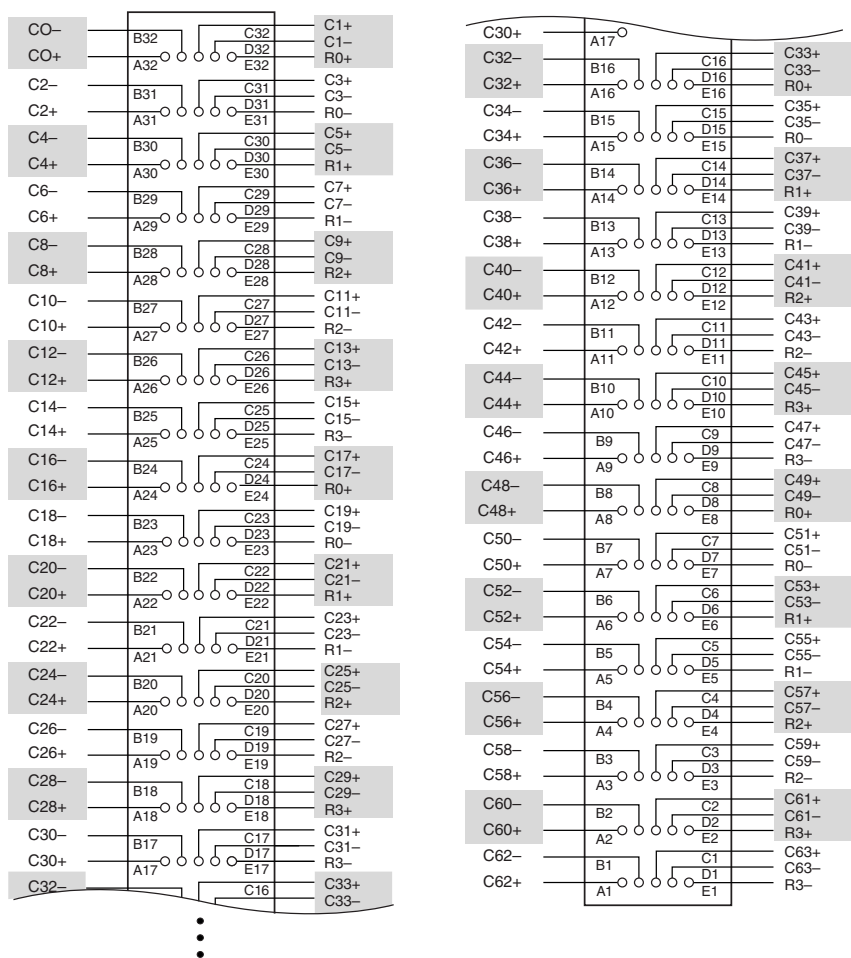 CO– B32 C32 C1+
D32 C1–
CO+ A32 E32 R0+
C2– B31 C31 C3+
D31 C3–
C2+ A31 E31 R0–
C4– B30 C30 C5+
D30 C5–
C4+ A30 E30 R1+
C6– B29 C29 C7+
D29 C7–
C6+ A29 E29 R1–
C8– B28 C28 C9+
D28 C9–
C8+ A28 E28 R2+
C10– B27 C27 C11+
D27 C11–
C10+ A27 E27 R2–
C12– B26 C26 C13+
D26 C13–
C12+ A26 E26 R3+
C14– B25 C25 C15+
D25 C15–
C14+ A25 E25 R3–
C16– B24 C24 C17+
D24 C17–
C16+ A24 E24 R0+
C18– B23 C23 C19+
D23 C19–
C18+ A23 E23 R0–
C20– B22 C22 C21+
D22 C21–
C20+ A22 E22 R1+
C22– B21 C21 C23+
D21 C23–
C22+ A21 E21 R1–
C24– B20 C20 C25+
D20 C25–
C24+ A20 E20 R2+
C26– B19 C19 C27+
D19 C27–
C26+ A19 E19 R2–
C28– B18 C18 C29+
D18 C29–
C28+ A18 E18 R3+
C30– B17 C17 C31+
D17 C31–
C30+ A17 E17 R3–
C32– C16 C33+
C33–
C30+ A17
C32– B16 C16 C33+
D16 C33–
C32+ A16 E16 R0+
C34– B15 C15 C35+
D15 C35–
C34+ A15 E15 R0–
C36– B14 C14 C37+
D14 C37–
C36+ A14 E14 R1+
C38– B13 C13 C39+
D13 C39–
C38+ A13 E13 R1–
C40– B12 C12 C41+
D12 C41–
C40+ A12 E12 R2+
C42– B11 C11 C43+
D11 C43–
C42+ A11 E11 R2–
C44– B10 C10 C45+
D10 C45–
C44+ A10 E10 R3+
C46– B9 C9 C47+
D9 C47–
C46+ A9 E9 R3–
C48– B8 C8 C49+
D8 C49–
C48+ A8 E8 R0+
C50– B7 C7 C51+
D7 C51–
C50+ A7 E7 R0–
C52– B6 C6 C53+
D6 C53–
C52+ A6 E6 R1+
C54– B5 C5 C55+
D5 C55–
C54+ A5 E5 R1–
C56– B4 C4 C57+
D4 C57–
C56+ A4 E4 R2+
C58– B3 C3 C59+
D3 C59–
C58+ A3 E3 R2–
C60– B2 C2 C61+
D2 C61–
C60+ A2 E2 R3+
C62– B1 C1 C63+
D1 C63–
C62+ A1 E1 R3–